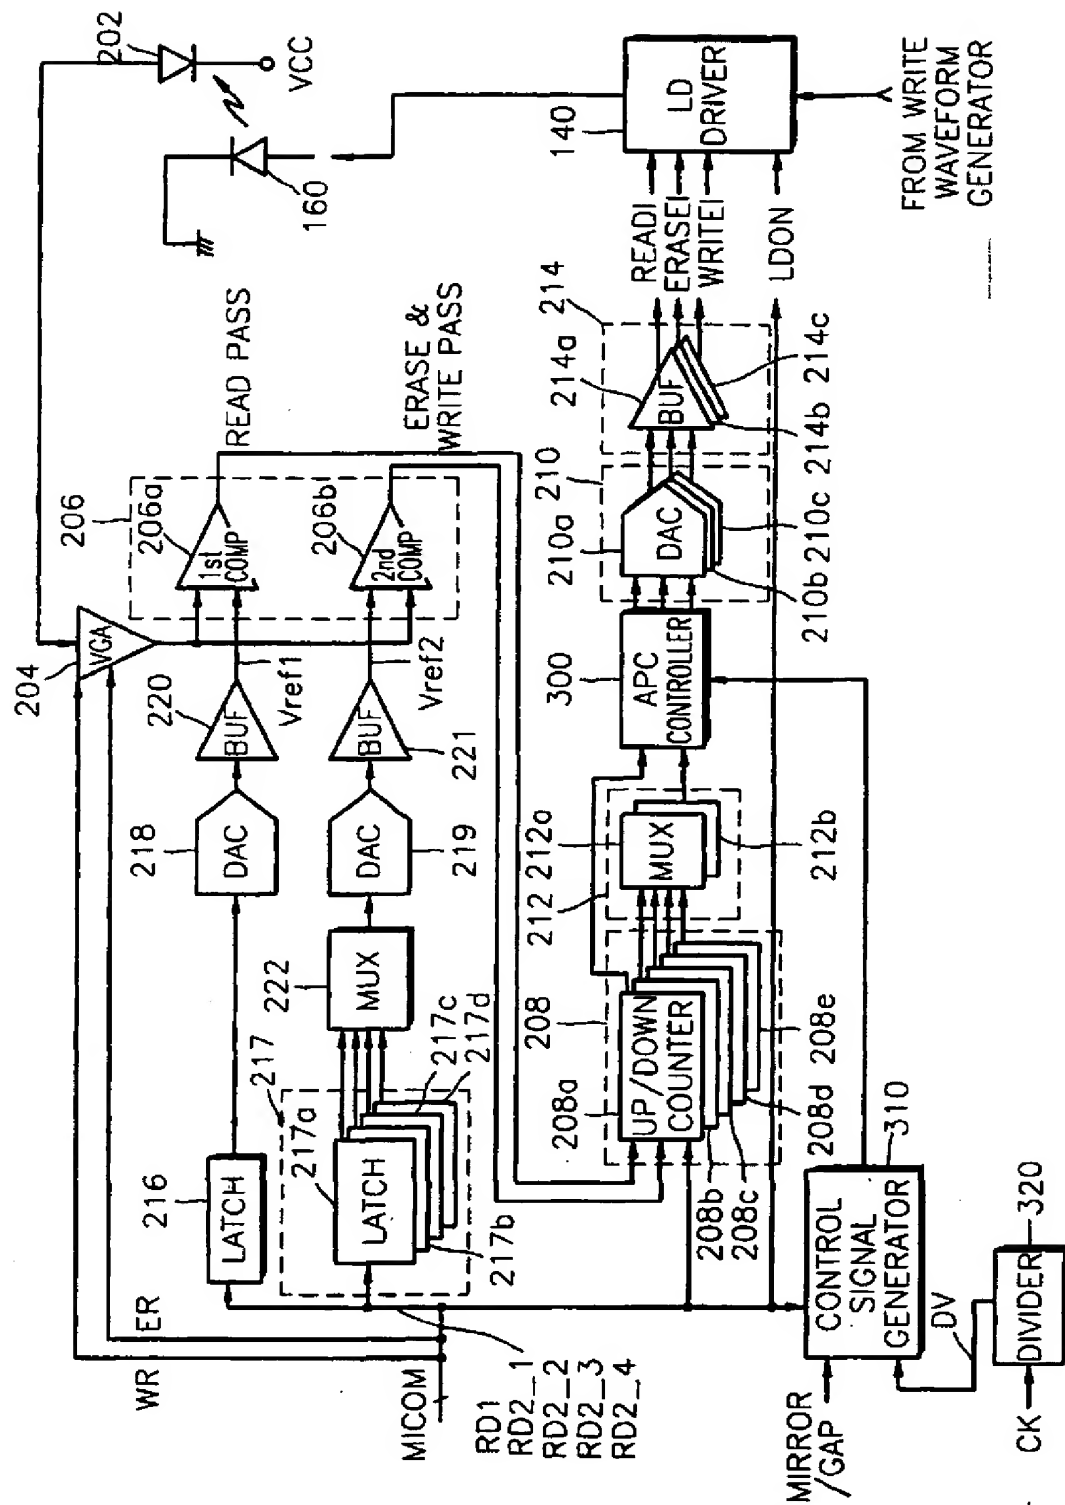 202
VCC
160
LD
DRIVER
140
FROM WRITE
WAVEFORM
GENERATOR
READI
ERASEI
WRITEI
LDON
READ PASS
ERASE &
WRITE PASS
206
206a
1st
COMP
206b
2nd
COMP
VGA
204
220
BUF
Vref1
BUF
Vref2
221
218
DAC
DAC
219
222
MUX
217
217a
LATCH
217b
217c
217d
216
LATCH
WR
ER
MICOM
RD1
RD2_1
RD2_2
RD2_3
RD2_4
214
214a
BUF
214b
214c
210
210a
DAC
210b
210c
300
APC
CONTROLLER
212
212a
MUX
212b
208
208a
UP/DOWN
COUNTER
208b
208c
208d
208e
310
CONTROL
SIGNAL
GENERATOR
MIRROR
/GAP
DV
320
DIVIDER
CK